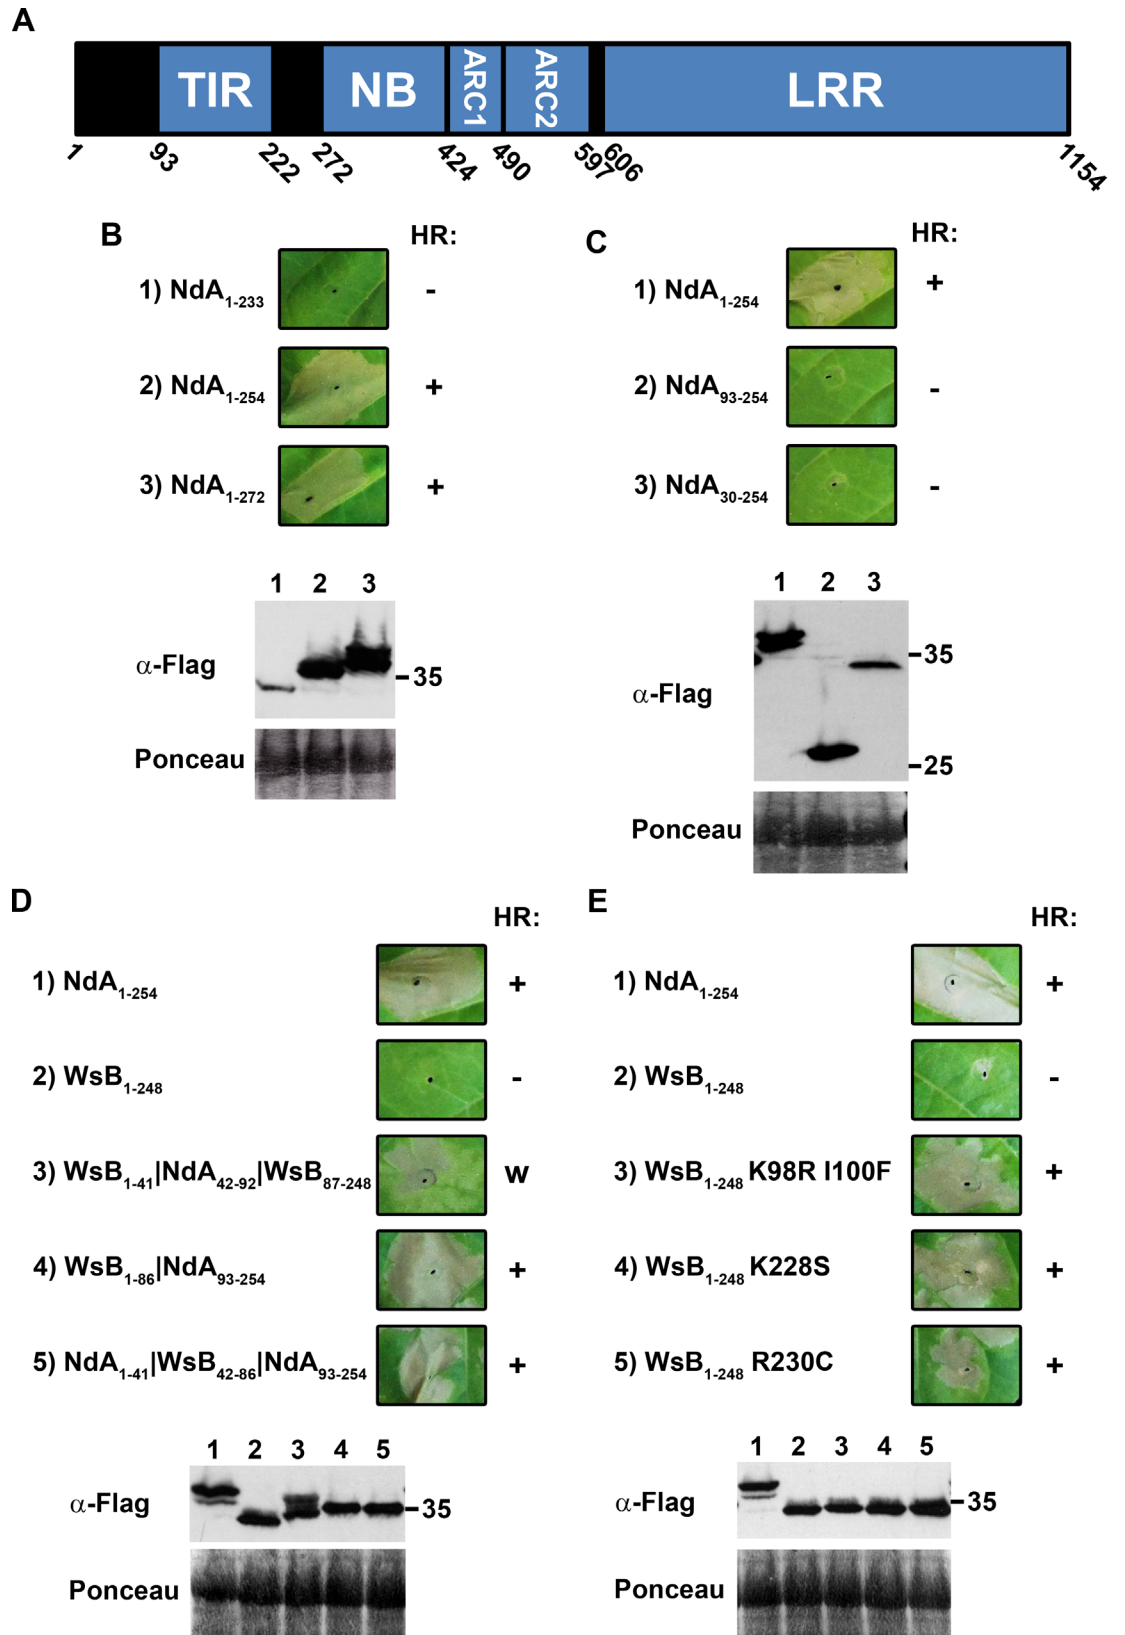 A
TIR NB ARC1 ARC2 LRR
1 93 222 272 424 490 597 606 1154
B
HR:
1) NdA1-233 -
2) NdA1-254 +
3) NdA1-272 +
1 2 3
α-Flag
35
Ponceau
C
HR:
1) NdA1-254 +
2) NdA93-254 -
3) NdA30-254 -
1 2 3
35
α-Flag
25
Ponceau
D
HR:
1) NdA1-254 +
2) WsB1-248 -
3) WsB1-41|NdA42-92|WsB87-248 w
4) WsB1-86|NdA93-254 +
5) NdA1-41|WsB42-86|NdA93-254 +
1 2 3 4 5
α-Flag 35
Ponceau
E
HR:
1) NdA1-254 +
2) WsB1-248 -
3) WsB1-248 K98R I100F +
4) WsB1-248 K228S +
5) WsB1-248 R230C +
1 2 3 4 5
α-Flag 35
Ponceau